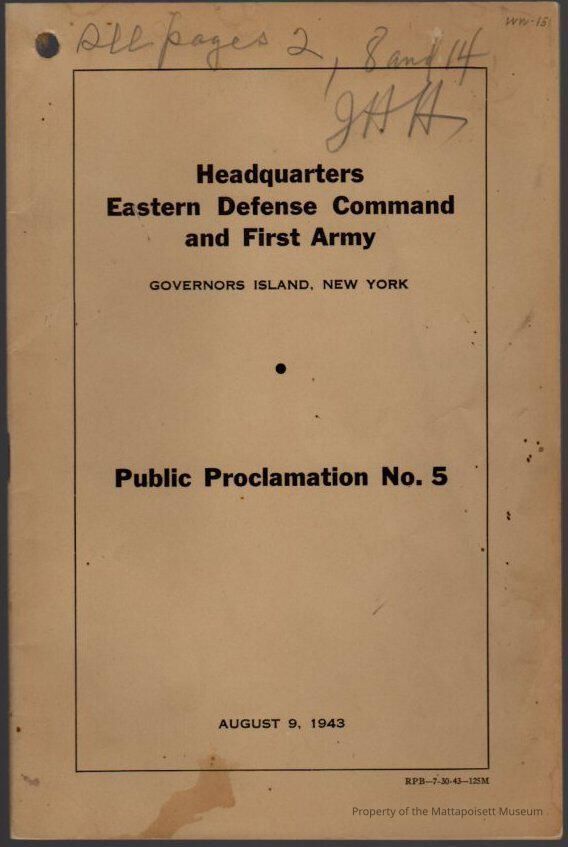 WW-15
All pages 2, 8 and 14
JHH
Headquarters
Eastern Defense Command
and First Army
GOVERNORS ISLAND, NEW YORK
Public Proclamation No. 5
AUGUST 9, 1943
RPB—7-30-43—125M
Property of the Mattapoisett Museum